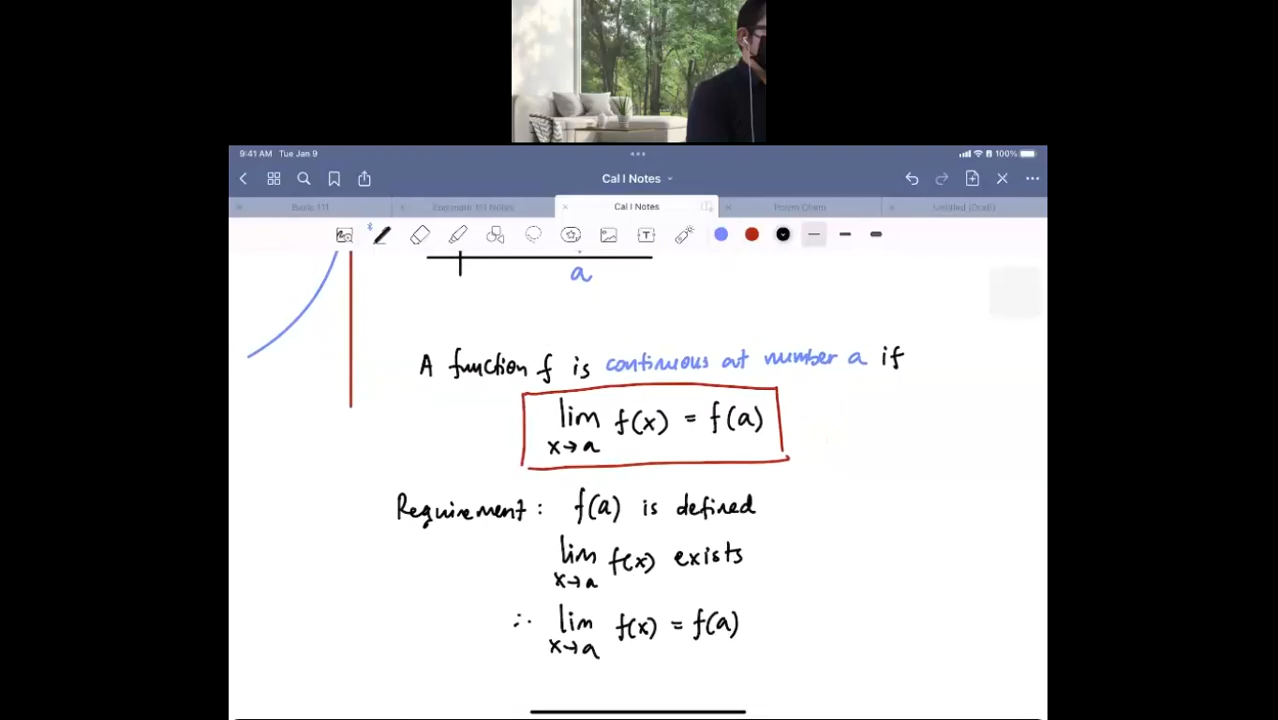 9:41 AM Tue Jan 9
100%
Cal I Notes
Cal I Notes
A function f is continuous at number a if
lim f(x) = f(a)
x→a
Requirement: f(a) is defined
lim f(x) exists
x→a
∴ lim f(x) = f(a)
x→a
a
T